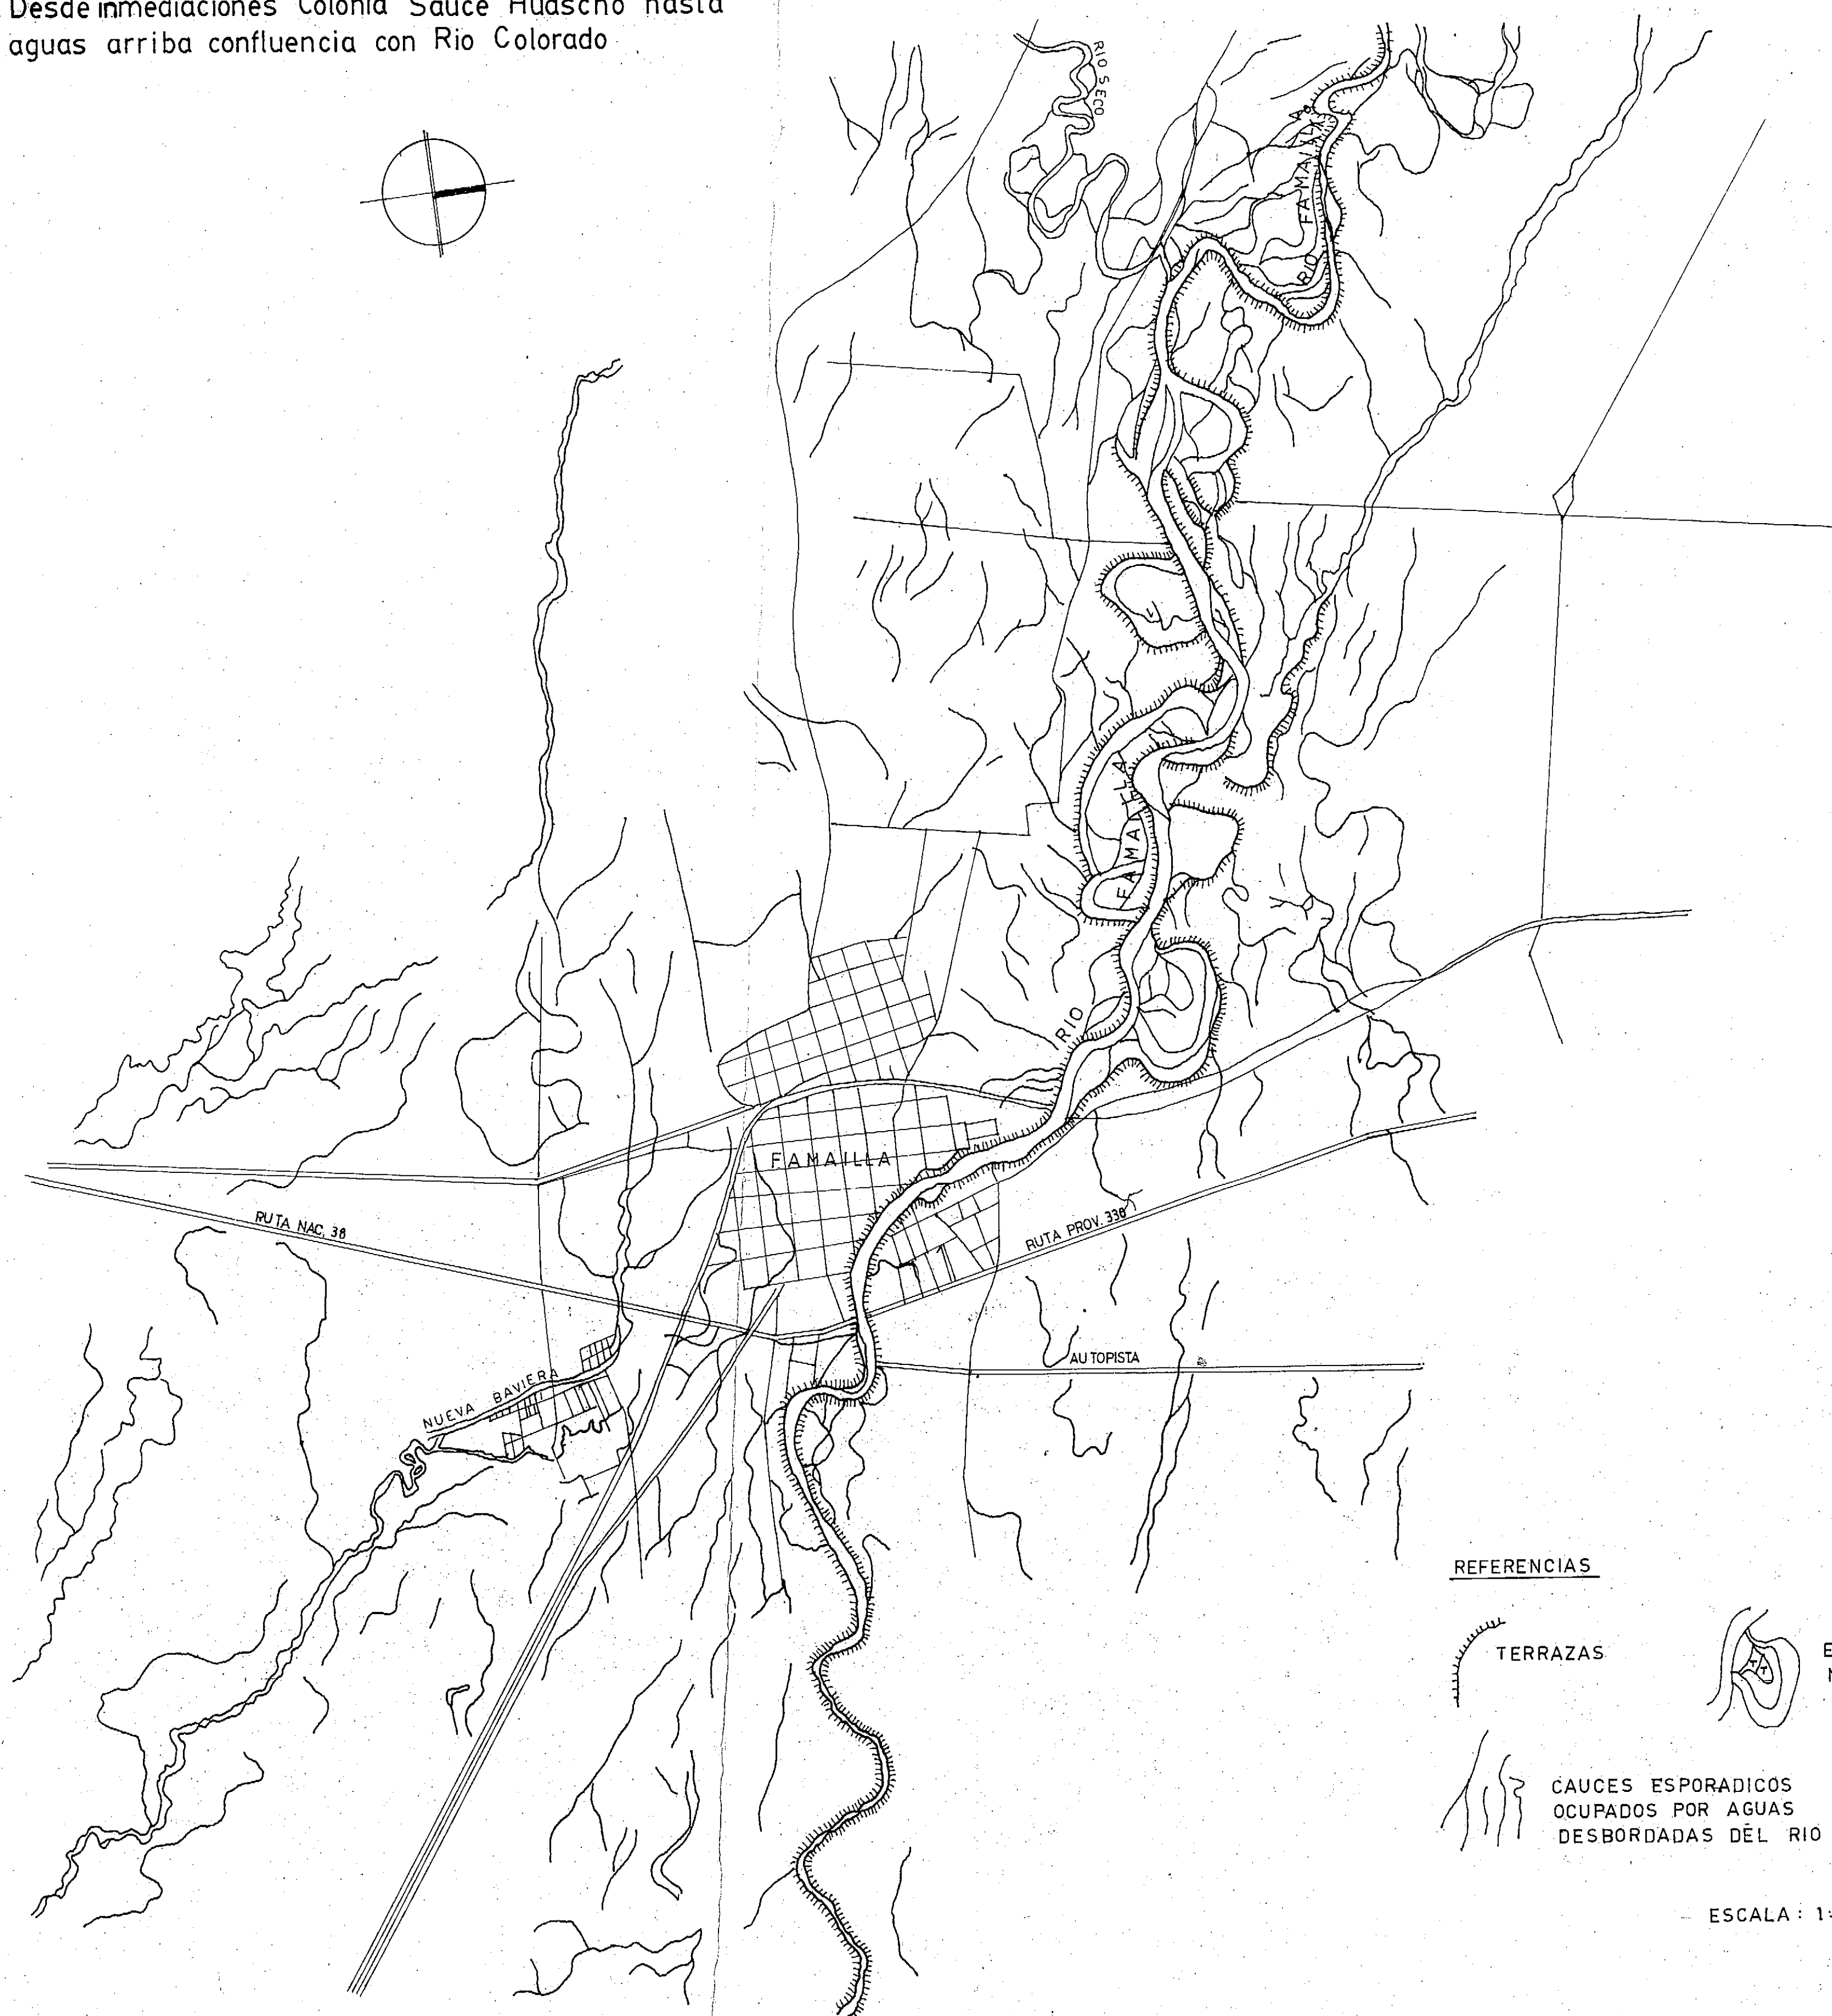 Desde inmediaciones Colonia Sauce Huascho hasta
aguas arriba confluencia con Rio Colorado
RIO SECO
RIO FAMAILLA
RIO FAMAILLA
FAMAILLA
RUTA NAC. 38
RUTA PROV. 338
AUTOPISTA
NUEVA BAVIERA
REFERENCIAS
TERRAZAS
CAUCES ESPORADICOS
OCUPADOS POR AGUAS
DESBORDADAS DEL RIO
ESCALA: 1: